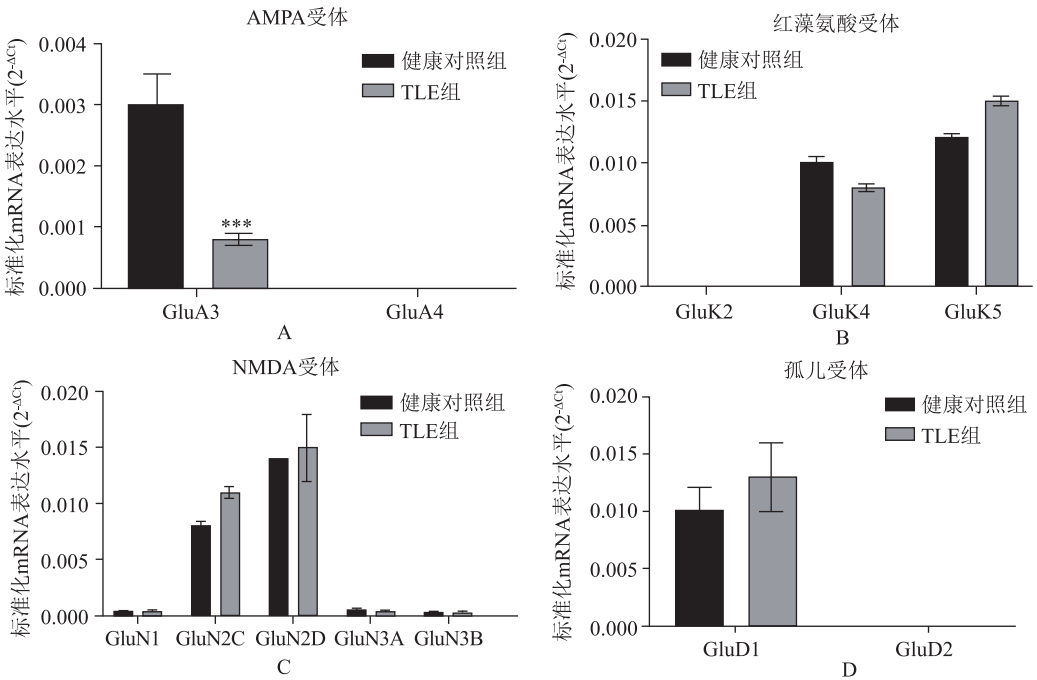 AMPA受体
标准化mRNA表达水平(2-ΔCt)
0.004
0.003
0.002
0.001
0.000
健康对照组
TLE组
***
GluA3
GluA4
A
红藻氨酸受体
标准化mRNA表达水平(2-ΔCt)
0.020
0.015
0.010
0.005
0.000
健康对照组
TLE组
GluK2
GluK4
GluK5
B
NMDA受体
标准化mRNA表达水平(2-ΔCt)
0.020
0.015
0.010
0.005
0.000
健康对照组
TLE组
GluN1
GluN2C
GluN2D
GluN3A
GluN3B
C
孤儿受体
标准化mRNA表达水平(2-ΔCt)
0.020
0.015
0.010
0.005
0.000
健康对照组
TLE组
GluD1
GluD2
D